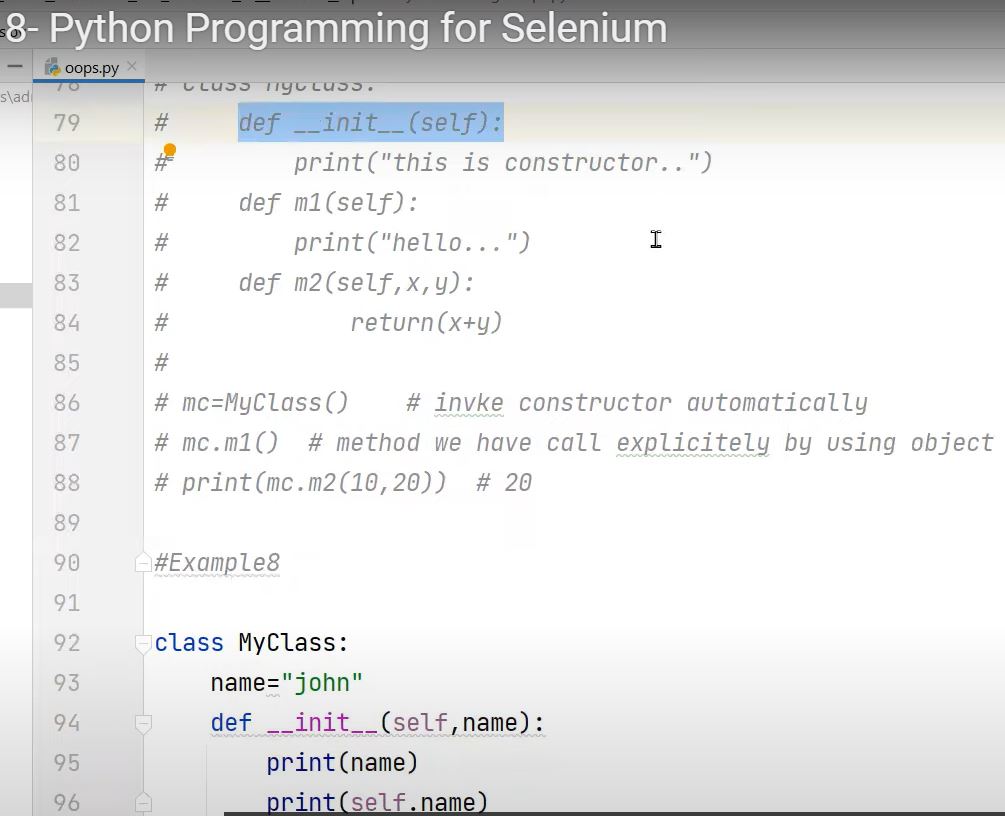 8- Python Programming for Selenium
oops.py
78 # class MyClass:
79 # def __init__(self):
80 # print("this is constructor..")
81 # def m1(self):
82 # print("hello...")
83 # def m2(self,x,y):
84 # return(x+y)
85 #
86 # mc=MyClass() # invke constructor automatically
87 # mc.m1() # method we have call explicitely by using object
88 # print(mc.m2(10,20)) # 20
89
90 #Example8
91
92 class MyClass:
93 name="john"
94 def __init__(self,name):
95 print(name)
96 print(self.name)